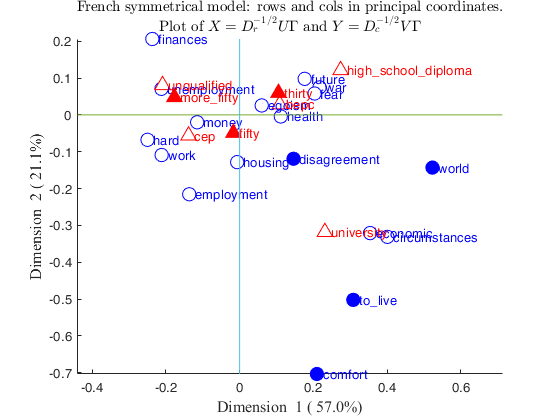 French symmetrical model: rows and cols in principal coordinates.
Plot of $X = D_r^{-1/2}U\Gamma$ and $Y = D_c^{-1/2}V\Gamma$
0.2
finances
high_school_diploma
0.1
future
unqualified
unemployment
war
thirty
fear
more_fifty
egoism
bepc
0
health
money
cep
fifty
hard
-0.1
work
housing
disagreement
world
-0.2
employment
-0.3
university
economic
circumstances
-0.4
-0.5
to_live
-0.6
-0.7
comfort
-0.4
-0.2
0
0.2
0.4
0.6
Dimension 2 ( 21.1%)
Dimension 1 ( 57.0%)